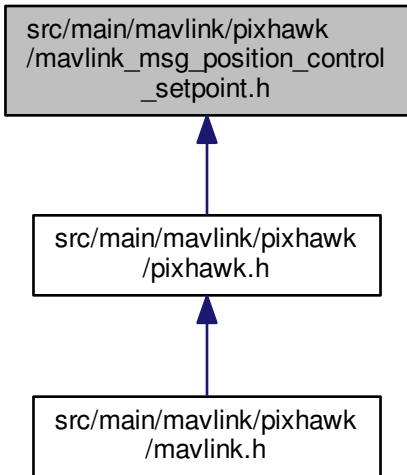 src/main/mavlink/pixhawk
/mavlink_msg_position_control
_setpoint.h
src/main/mavlink/pixhawk
/pixhawk.h
src/main/mavlink/pixhawk
/mavlink.h